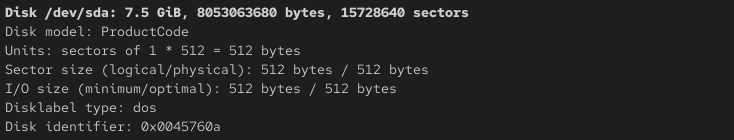 Disk /dev/sda: 7.5 GiB, 8053063680 bytes, 15728640 sectors
Disk model: ProductCode
Units: sectors of 1 * 512 = 512 bytes
Sector size (logical/physical): 512 bytes / 512 bytes
I/O size (minimum/optimal): 512 bytes / 512 bytes
Disklabel type: dos
Disk identifier: 0x0045760a